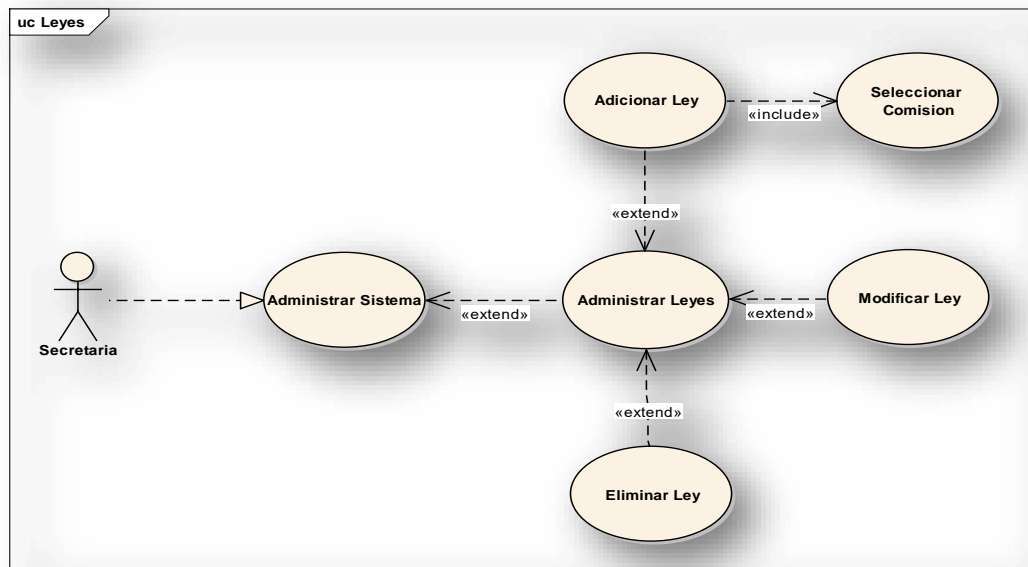 uc Leyes
Adicionar Ley
Seleccionar
Comision
«include»
«extend»
Secretaria
Administrar Sistema
«extend»
Administrar Leyes
«extend»
Modificar Ley
«extend»
Eliminar Ley